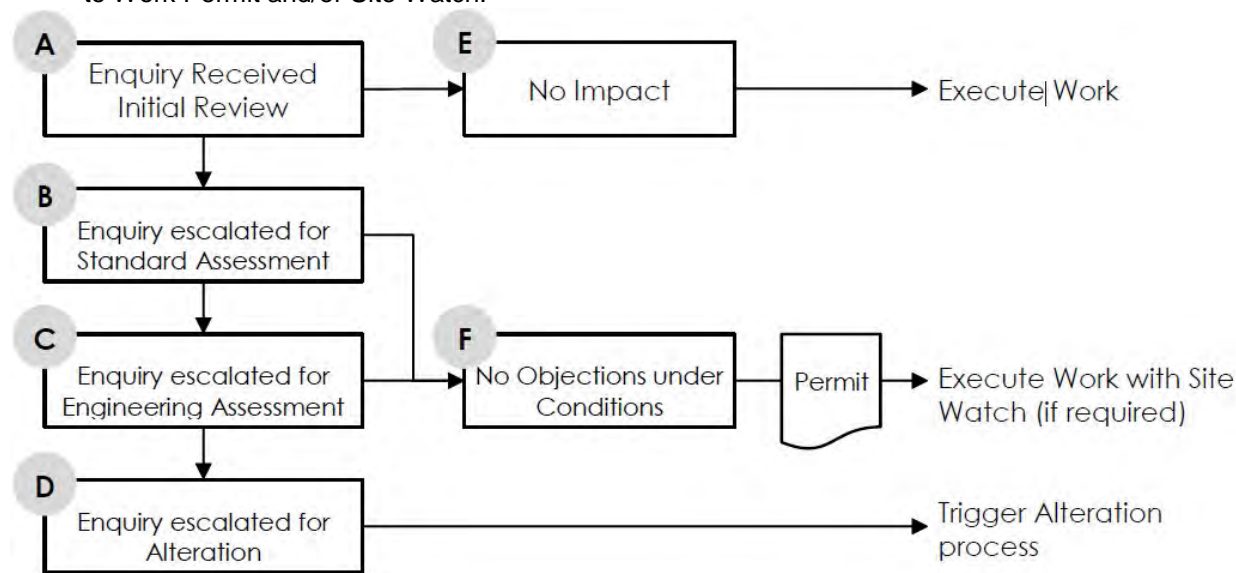 to Work Permit and/or Site Watch.
A
Enquiry Received
Initial Review
E
No Impact
Execute Work
B
Enquiry escalated for
Standard Assessment
C
Enquiry escalated for
Engineering Assessment
F
No Objections under
Conditions
Permit
Execute Work with Site
Watch (if required)
D
Enquiry escalated for
Alteration
Trigger Alteration
process